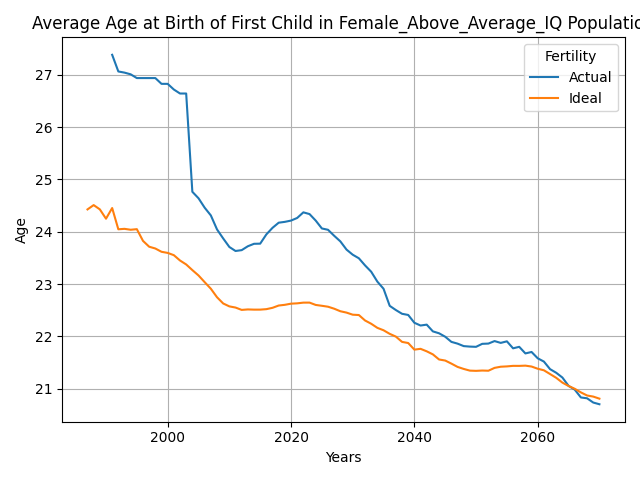 Average Age at Birth of First Child in Female_Above_Average_IQ Populatio
Fertility
Actual
Ideal
27
26
25
24
23
22
21
Age
2000 2020 2040 2060
Years